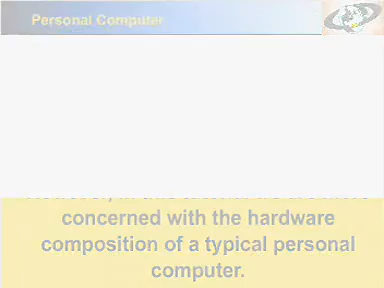 Personal Computer
concerned with the hardware
composition of a typical personal
computer.